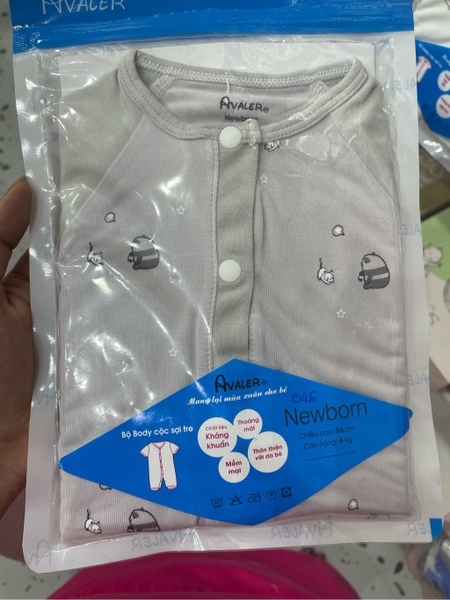 AVALER
AVALER®
NewBorn
AVALER®
Mang lại mùa xuân cho bé
046
Newborn
Chiều cao: 56 cm
Cân nặng: 6 kg
Bộ Body cộc sợi tre
Chất liệu
Kháng
khuẩn
Thoáng
mát
Mềm
mại
Thân thiện
với da bé
AVALER